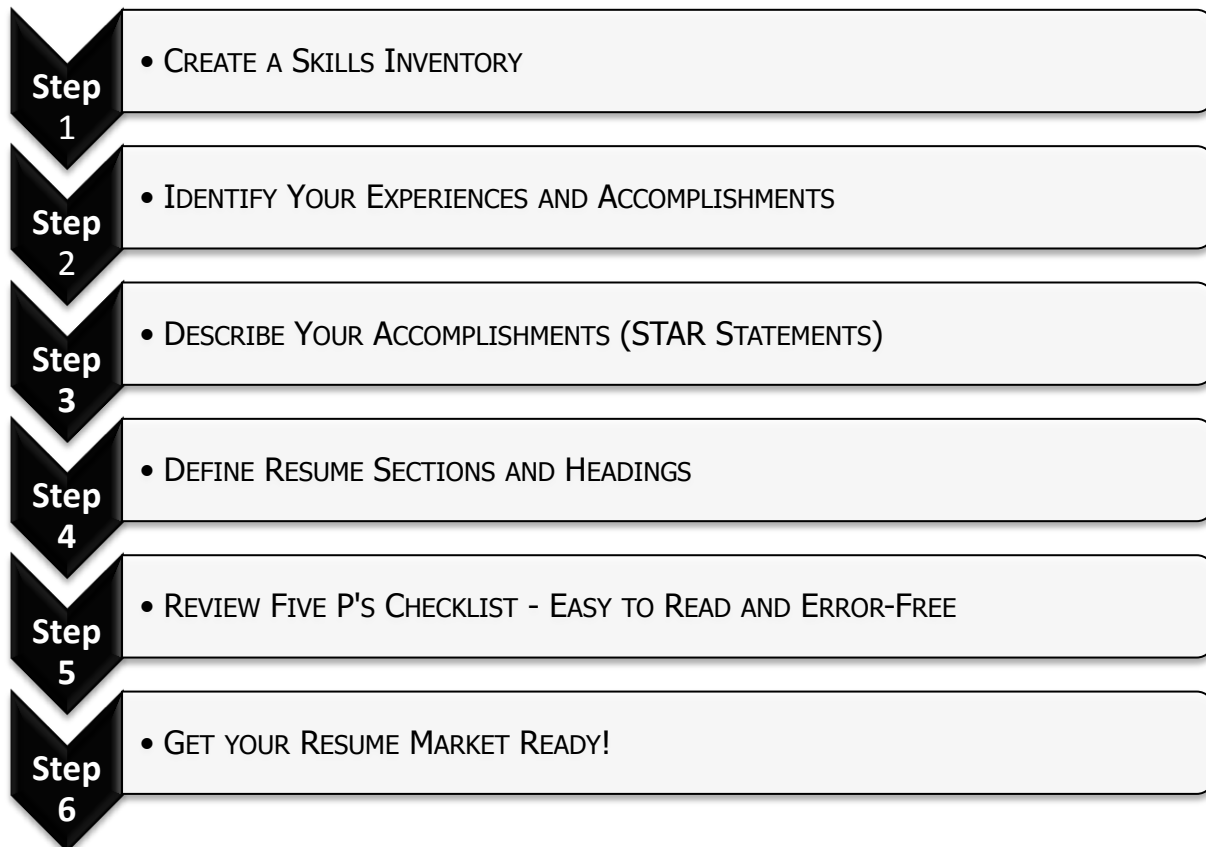 Step
1
• Create a Skills Inventory
Step
2
• Identify Your Experiences and Accomplishments
Step
3
• Describe Your Accomplishments (STAR Statements)
Step
4
• Define Resume Sections and Headings
Step
5
• Review Five P's Checklist - Easy to Read and Error-Free
Step
6
• Get your Resume Market Ready!